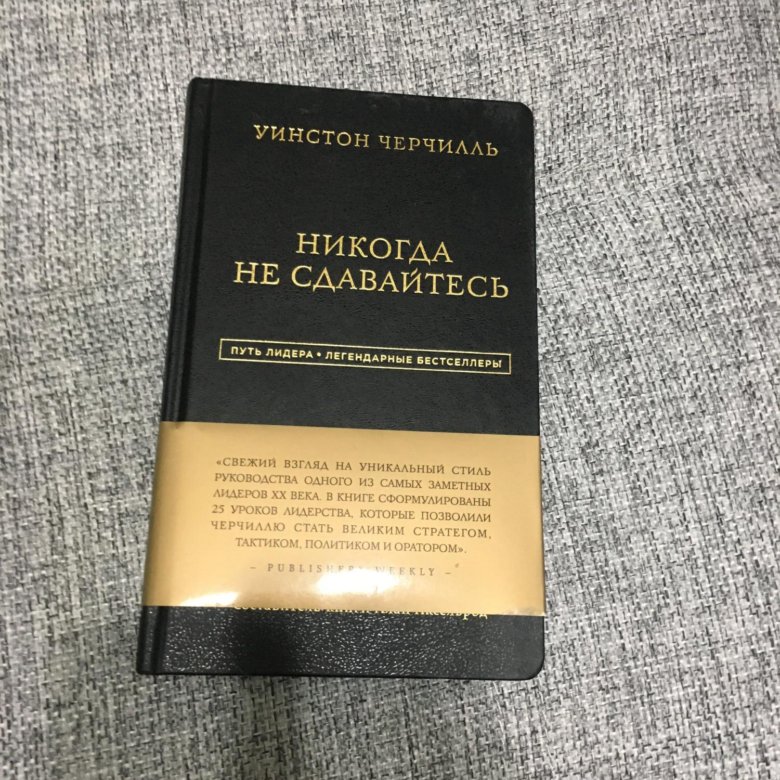 УИНСТОН ЧЕРЧИЛЛЬ
НИКОГДА
НЕ СДАВАЙТЕСЬ
ПУТЬ ЛИДЕРА • ЛЕГЕНДАРНЫЕ БЕСТСЕЛЛЕРЫ
«СВЕЖИЙ ВЗГЛЯД НА УНИКАЛЬНЫЙ СТИЛЬ
РУКОВОДСТВА ОДНОГО ИЗ САМЫХ ЗАМЕТНЫХ
ЛИДЕРОВ XX ВЕКА. В КНИГЕ СФОРМУЛИРОВАНЫ
25 УРОКОВ ЛИДЕРСТВА, КОТОРЫЕ ПОЗВОЛИЛИ
ЧЕРЧИЛЛЮ СТАТЬ ВЕЛИКИМ СТРАТЕГОМ,
ТАКТИКОМ, ПОЛИТИКОМ И ОРАТОРОМ».
– PUBLISHERS WEEKLY –